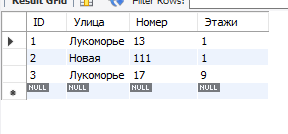 Result Grid Filter Rows:
ID Улица Номер Этажи
1 Лукоморье 13 1
2 Новая 111 1
3 Лукоморье 17 9
NULL NULL NULL NULL